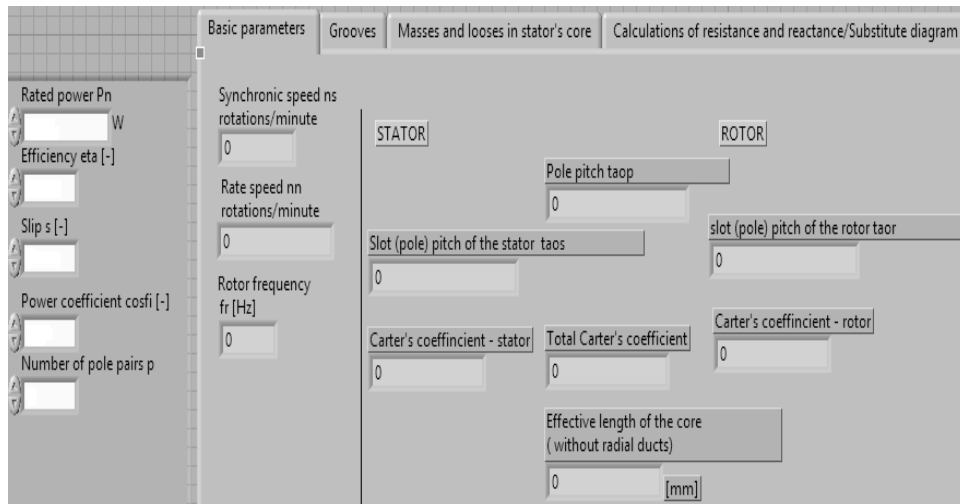 Basic parameters
Grooves
Masses and looses in stator's core
Calculations of resistance and reactance/Substitute diagram
Rated power Pn
W
Efficiency eta [-]
Slip s [-]
Power coefficient cosfi [-]
Number of pole pairs p
Synchronic speed ns
rotations/minute
0
Rate speed nn
rotations/minute
0
Rotor frequency
fr [Hz]
0
STATOR
ROTOR
Pole pitch taop
0
Slot (pole) pitch of the stator taos
0
slot (pole) pitch of the rotor taor
0
Carter's coeffincient - stator
0
Total Carter's coefficient
0
Carter's coeffincient - rotor
0
Effective length of the core
( without radial ducts)
0
[mm]